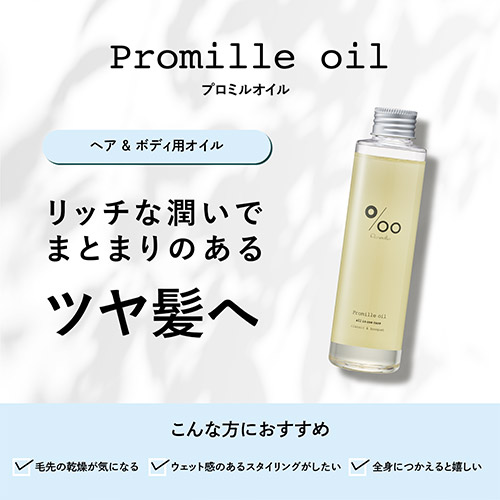 Promille oil
プロミルオイル
ヘア & ボディ用オイル
リッチな潤いで
まとまりのある
ツヤ髪へ
‰
Promille oil
all in one care
こんな方におすすめ
毛先の乾燥が気になる
ウェット感のあるスタイリングがしたい
全身につかえると嬉しい